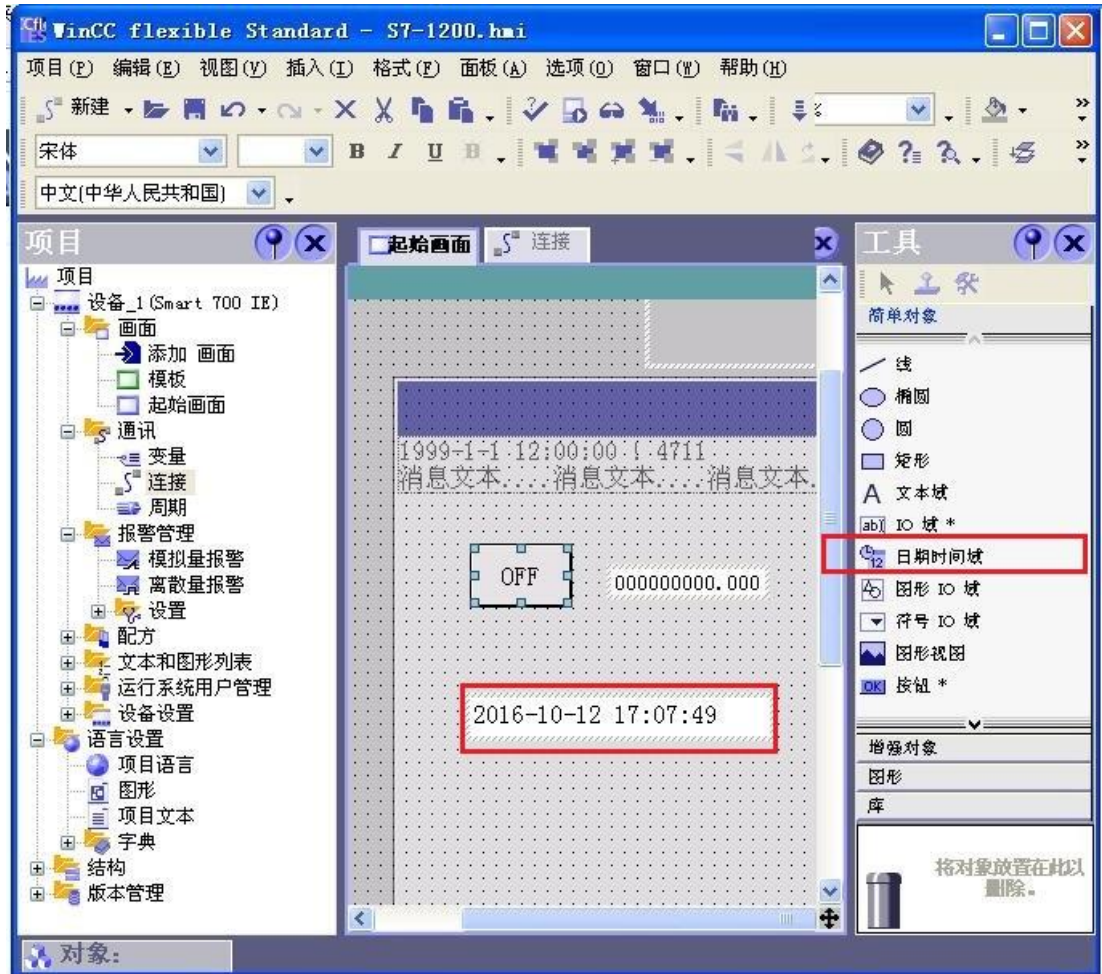 WinCC flexible Standard - S7-1200.hmi
项目(P) 编辑(E) 视图(V) 插入(I) 格式(F) 面板(A) 选项(O) 窗口(W) 帮助(H)
新建
宋体
B I U B
中文(中华人民共和国)
项目
项目
设备_1(Smart 700 IE)
画面
添加 画面
模板
起始画面
通讯
变量
连接
周期
报警管理
模拟量报警
离散量报警
设置
配方
文本和图形列表
运行系统用户管理
设备设置
语言设置
项目语言
图形
项目文本
字典
结构
版本管理
起始画面
连接
1999-1-1 12:00:00 ! 4711
消息文本....消息文本....消息文本.
OFF
000000000.000
2016-10-12 17:07:49
工具
简单对象
线
椭圆
圆
矩形
A 文本域
ab| IO 域 *
12 日期时间域
图形 IO 域
符号 IO 域
图形视图
OK 按钮 *
增强对象
图形
库
将对象放置在此以
删除。
对象: